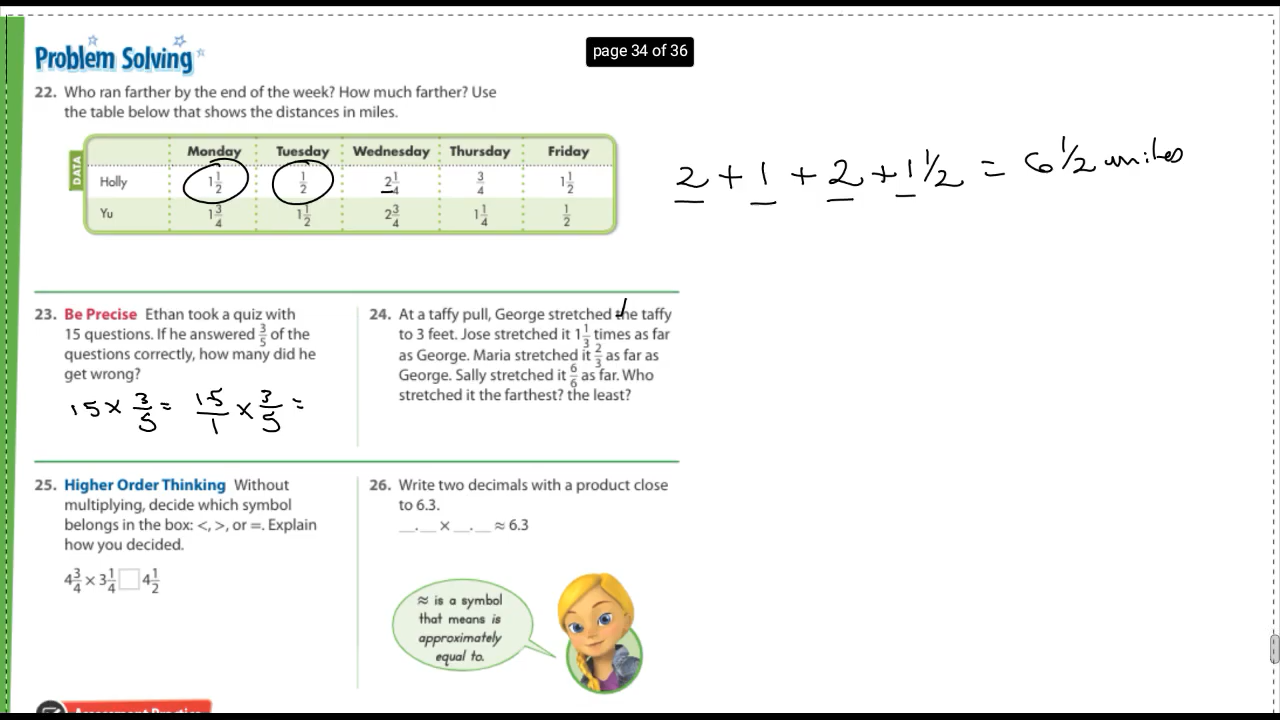 page 34 of 36
Problem Solving
22. Who ran farther by the end of the week? How much farther? Use
the table below that shows the distances in miles.
DATA
Monday Tuesday Wednesday Thursday Friday
Holly 1 1/2 1/2 2 1/4 3/4 1 1/2
Yu 1 3/4 1 1/2 2 3/4 1 1/4 1/2
2 + 1 + 2 + 1 1/2 = 6 1/2 miles
23. Be Precise Ethan took a quiz with
15 questions. If he answered 3/5 of the
questions correctly, how many did he
get wrong?
15 × 3/5 = 15/1 × 3/5 =
24. At a taffy pull, George stretched the taffy
to 3 feet. Jose stretched it 1 1/3 times as far
as George. Maria stretched it 2/3 as far as
George. Sally stretched it 6/6 as far. Who
stretched it the farthest? the least?
25. Higher Order Thinking Without
multiplying, decide which symbol
belongs in the box: <, >, or =. Explain
how you decided.
4 3/4 × 3 1/4 □ 4 1/2
26. Write two decimals with a product close
to 6.3.
__.__ × __.__ ≈ 6.3
≈ is a symbol
that means is
approximately
equal to.